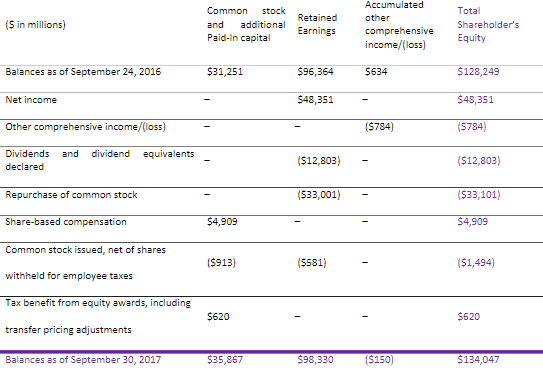 ($ in millions) Common stock and additional Paid-In capital Retained Earnings Accumulated other comprehensive income/(loss) Total Shareholder's Equity
Balances as of September 24, 2016 $31,251 $96,364 $634 $128,249
Net income – $48,351 – $48,351
Other comprehensive income/(loss) – – ($784) ($784)
Dividends and dividend equivalents
declared – ($12,803) – ($12,803)
Repurchase of common stock – ($33,001) – ($33,101)
Share-based compensation $4,909 – – $4,909
Common stock issued, net of shares
withheld for employee taxes ($913) ($581) – ($1,494)
Tax benefit from equity awards, including
transfer pricing adjustments $620 – – $620
Balances as of September 30, 2017 $35,867 $98,330 ($150) $134,047